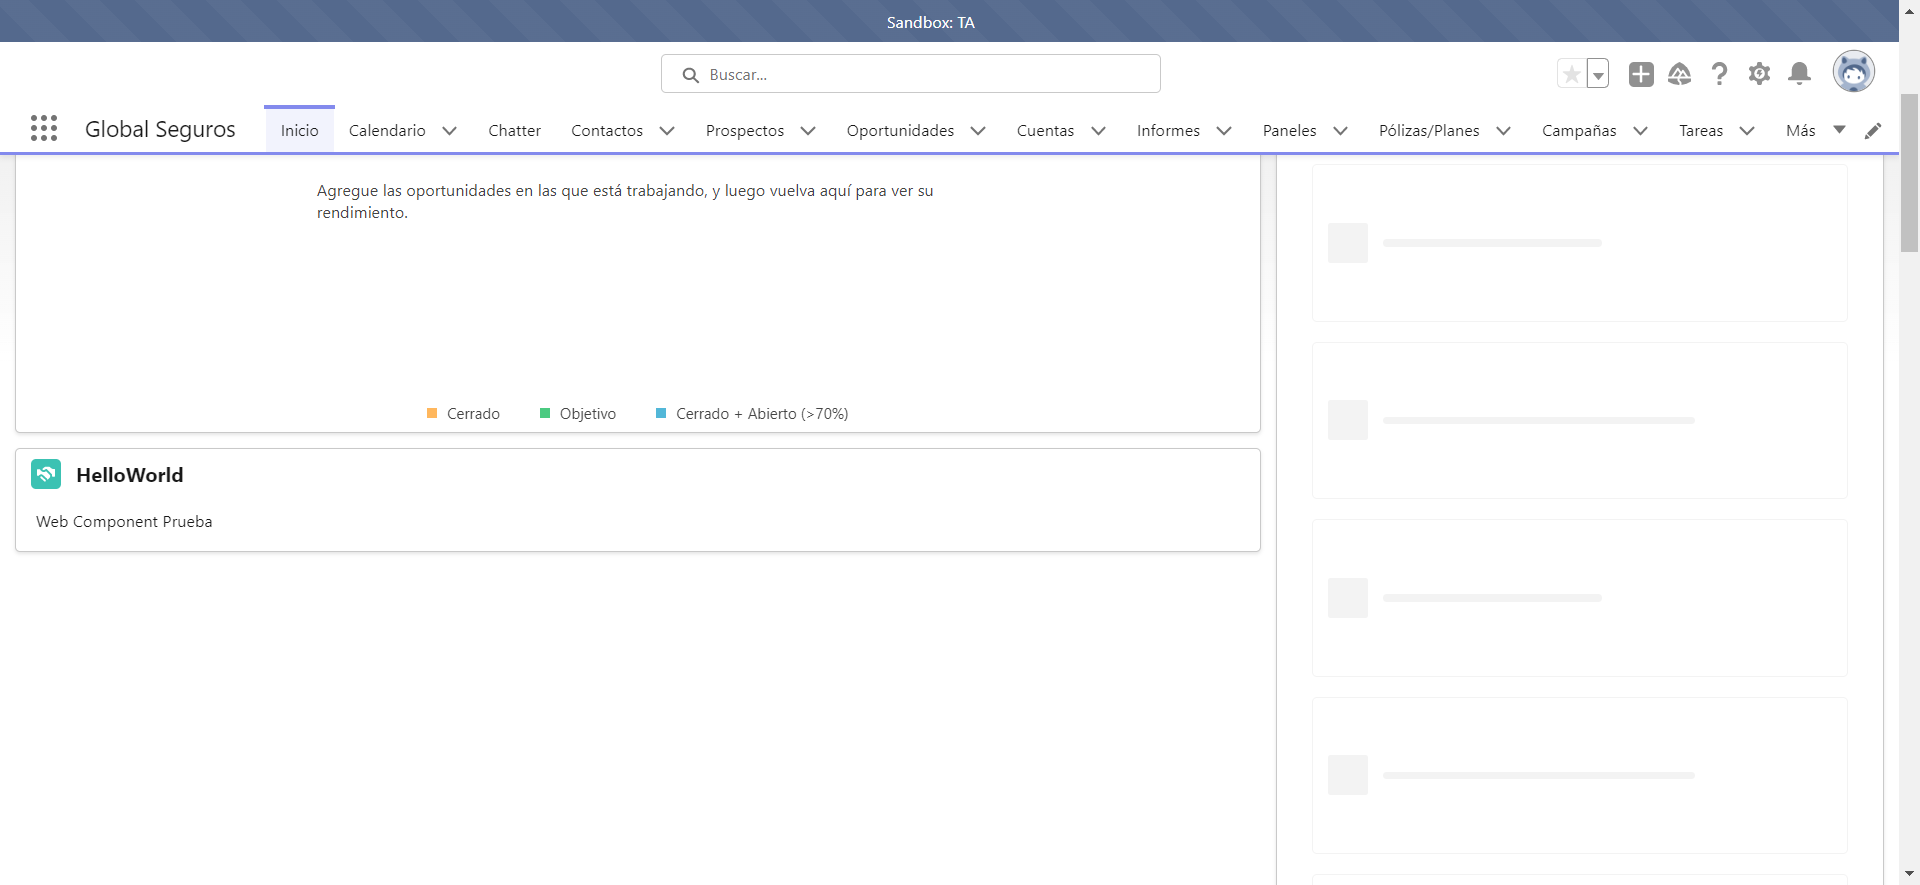 Sandbox: TA
Buscar...
Global Seguros
Inicio
Calendario
Chatter
Contactos
Prospectos
Oportunidades
Cuentas
Informes
Paneles
Pólizas/Planes
Campañas
Tareas
Más
Agregue las oportunidades en las que está trabajando, y luego vuelva aquí para ver su
rendimiento.
Cerrado
Objetivo
Cerrado + Abierto (>70%)
HelloWorld
Web Component Prueba